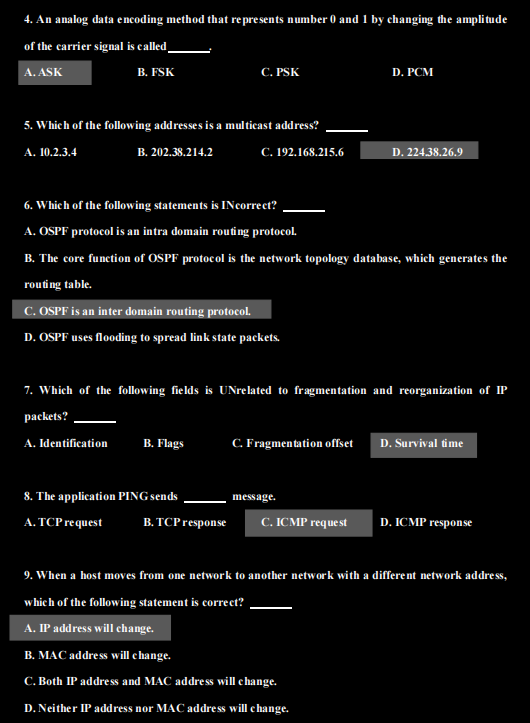 4. An analog data encoding method that represents number 0 and 1 by changing the amplitude
of the carrier signal is called ______.
A. ASK B. FSK C. PSK D. PCM
5. Which of the following addresses is a multicast address? ______
A. 10.2.3.4 B. 202.38.214.2 C. 192.168.215.6 D. 224.38.26.9
6. Which of the following statements is INcorrect? ______
A. OSPF protocol is an intra domain routing protocol.
B. The core function of OSPF protocol is the network topology database, which generates the
routing table.
C. OSPF is an inter domain routing protocol.
D. OSPF uses flooding to spread link state packets.
7. Which of the following fields is UNrelated to fragmentation and reorganization of IP
packets? ______
A. Identification B. Flags C. Fragmentation offset D. Survival time
8. The application PING sends ______ message.
A. TCP request B. TCP response C. ICMP request D. ICMP response
9. When a host moves from one network to another network with a different network address,
which of the following statement is correct? ______
A. IP address will change.
B. MAC address will change.
C. Both IP address and MAC address will change.
D. Neither IP address nor MAC address will change.